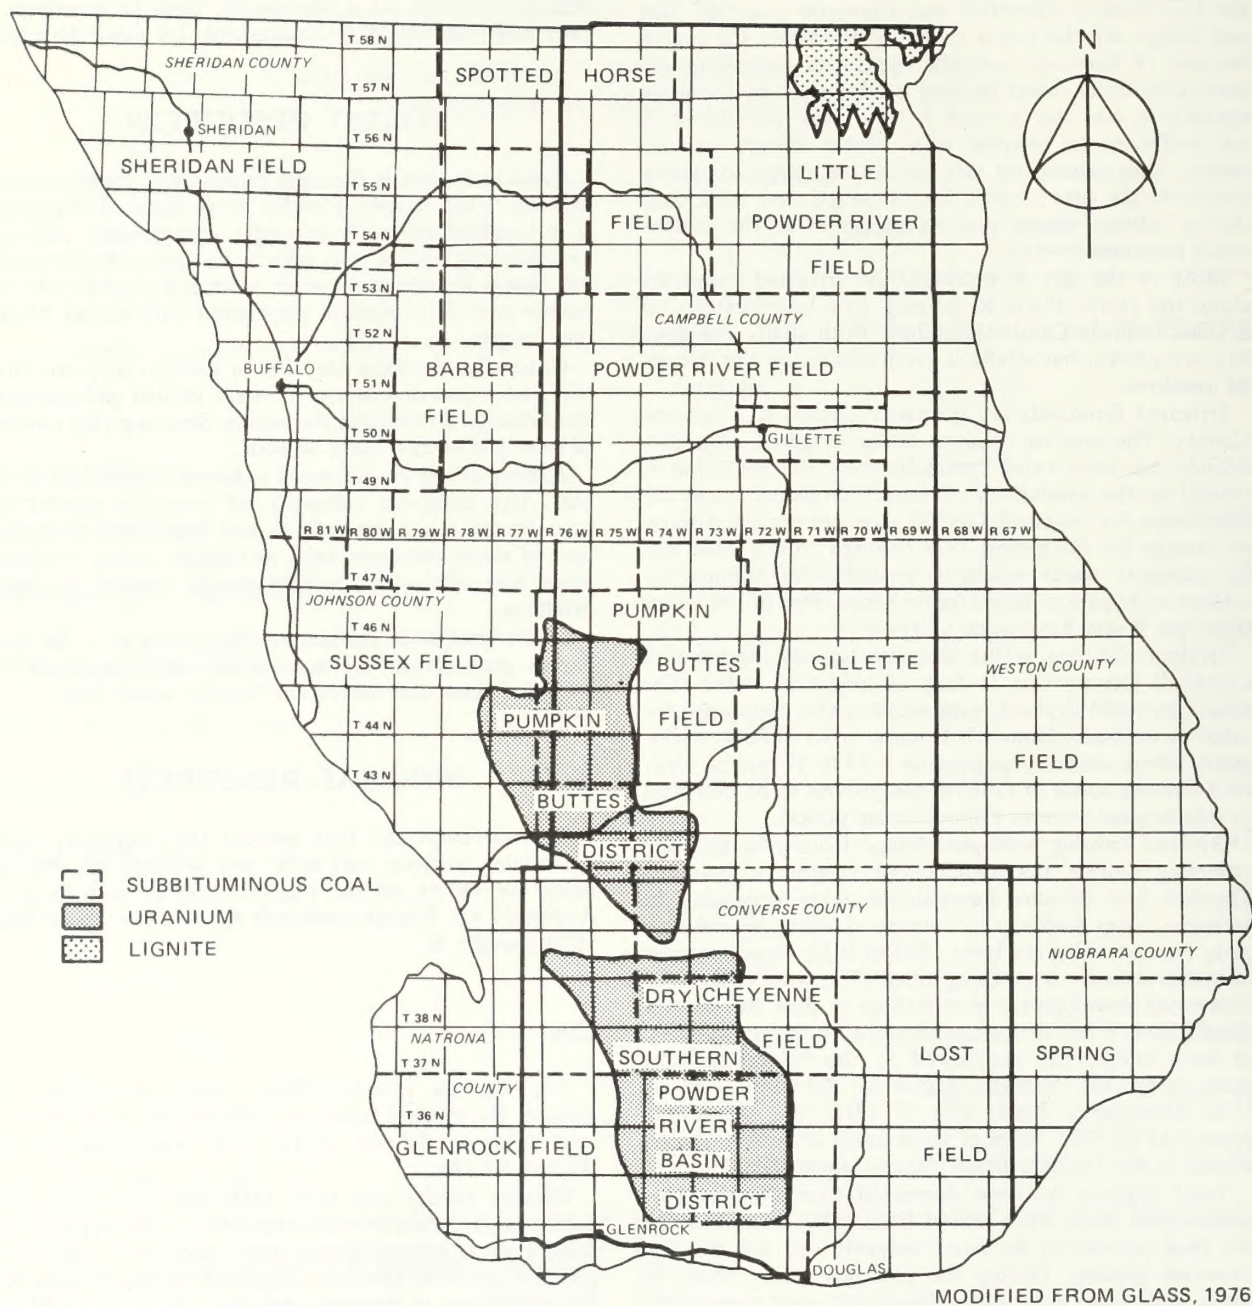 T 58 N
SHERIDAN COUNTY
SPOTTED HORSE
N
T 57 N
SHERIDAN
T 56 N
SHERIDAN FIELD
LITTLE
T 55 N
FIELD
POWDER RIVER
T 54 N
FIELD
T 53 N
CAMPBELL COUNTY
T 52 N
BUFFALO
BARBER
POWDER RIVER FIELD
T 51 N
FIELD
T 50 N
GILLETTE
T 49 N
R 81 W R 80 W R 79 W R 78 W R 77 W R 76 W R 75 W R 74 W R 73 W R 72 W R 71 W R 70 W R 69 W R 68 W R 67 W
T 47 N
JOHNSON COUNTY
PUMPKIN
T 46 N
SUSSEX FIELD
BUTTES
GILLETTE
WESTON COUNTY
T 44 N
PUMPKIN
FIELD
T 43 N
FIELD
BUTTES
DISTRICT
SUBBITUMINOUS COAL
URANIUM
LIGNITE
CONVERSE COUNTY
NIOBRARA COUNTY
DRY CHEYENNE
T 38 N
NATRONA
FIELD
SOUTHERN
LOST SPRING
T 37 N
COUNTY
POWDER
T 36 N
RIVER
GLENROCK FIELD
FIELD
BASIN
DISTRICT
GLENROCK
DOUGLAS
MODIFIED FROM GLASS, 1976